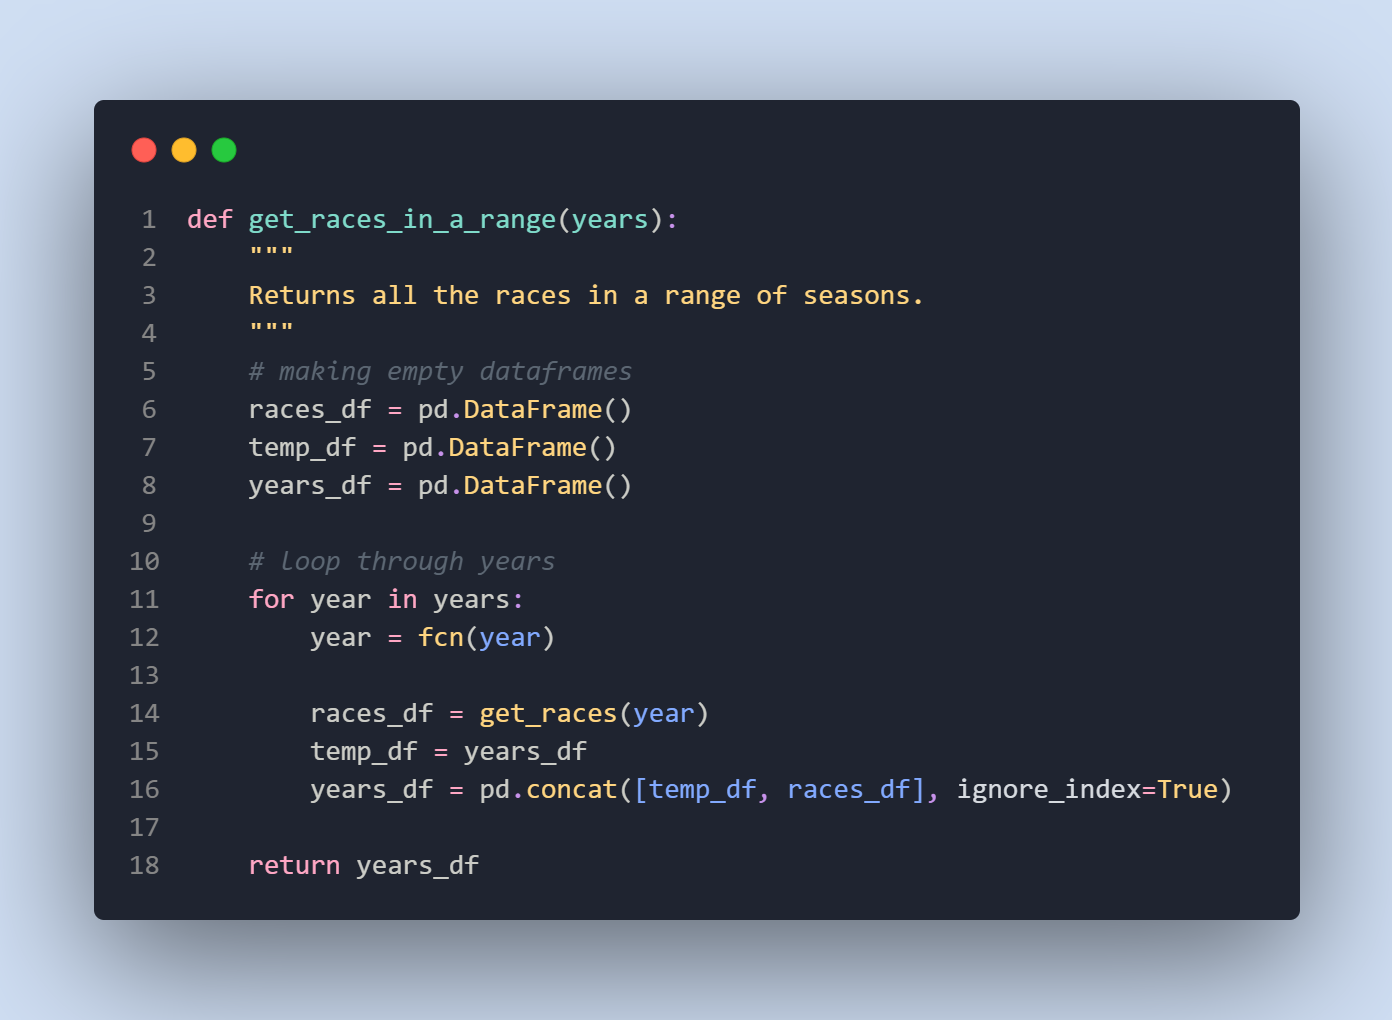 1 def get_races_in_a_range(years):
2     """
3     Returns all the races in a range of seasons.
4     """
5     # making empty dataframes
6     races_df = pd.DataFrame()
7     temp_df = pd.DataFrame()
8     years_df = pd.DataFrame()
9
10     # loop through years
11     for year in years:
12         year = fcn(year)
13
14         races_df = get_races(year)
15         temp_df = years_df
16         years_df = pd.concat([temp_df, races_df], ignore_index=True)
17
18     return years_df